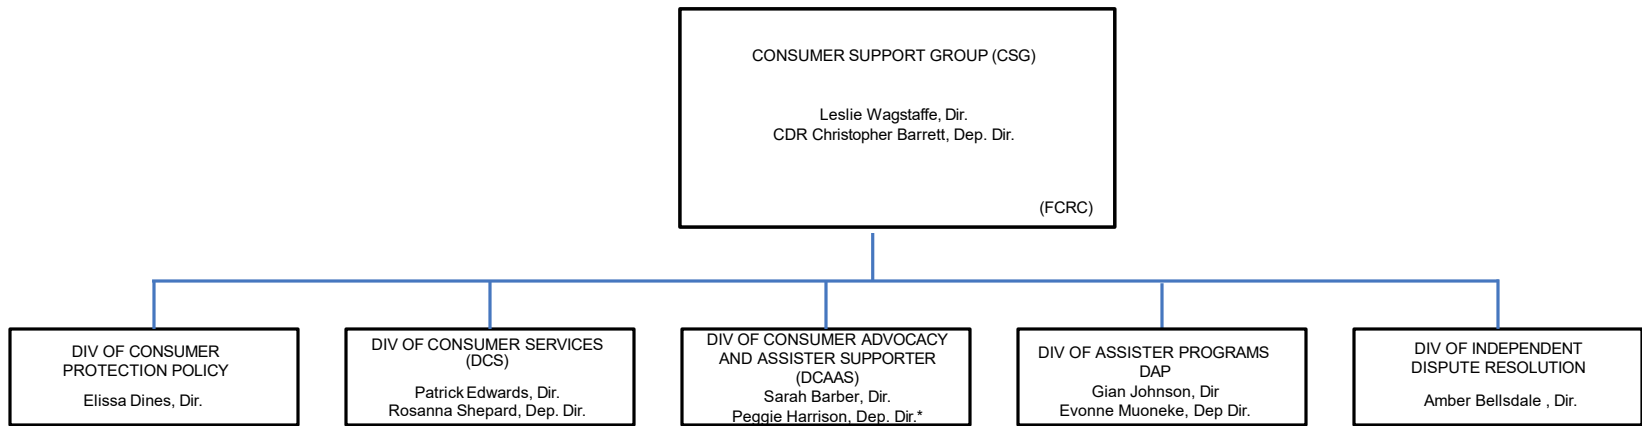 CONSUMER SUPPORT GROUP (CSG)
Leslie Wagstaffe, Dir.
CDR Christopher Barrett, Dep. Dir.
(FCRC)
DIV OF CONSUMER
PROTECTION POLICY
Elissa Dines, Dir.
DIV OF CONSUMER SERVICES
(DCS)
Patrick Edwards, Dir.
Rosanna Shepard, Dep. Dir.
DIV OF CONSUMER ADVOCACY
AND ASSISTER SUPPORTER
(DCAAS)
Sarah Barber, Dir.
Peggie Harrison, Dep. Dir.*
DIV OF ASSISTER PROGRAMS
DAP
Gian Johnson, Dir
Evonne Muoneke, Dep Dir.
DIV OF INDEPENDENT
DISPUTE RESOLUTION
Amber Bellsdale , Dir.